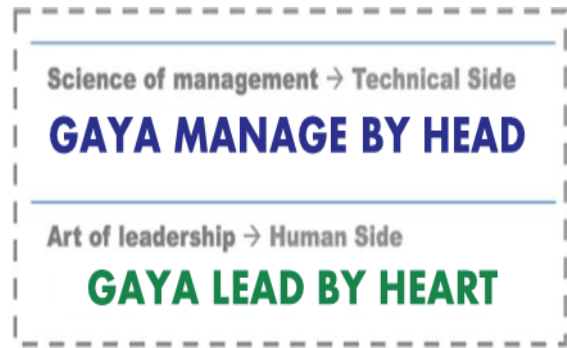 Science of management → Technical Side
GAYA MANAGE BY HEAD
Art of leadership → Human Side
GAYA LEAD BY HEART